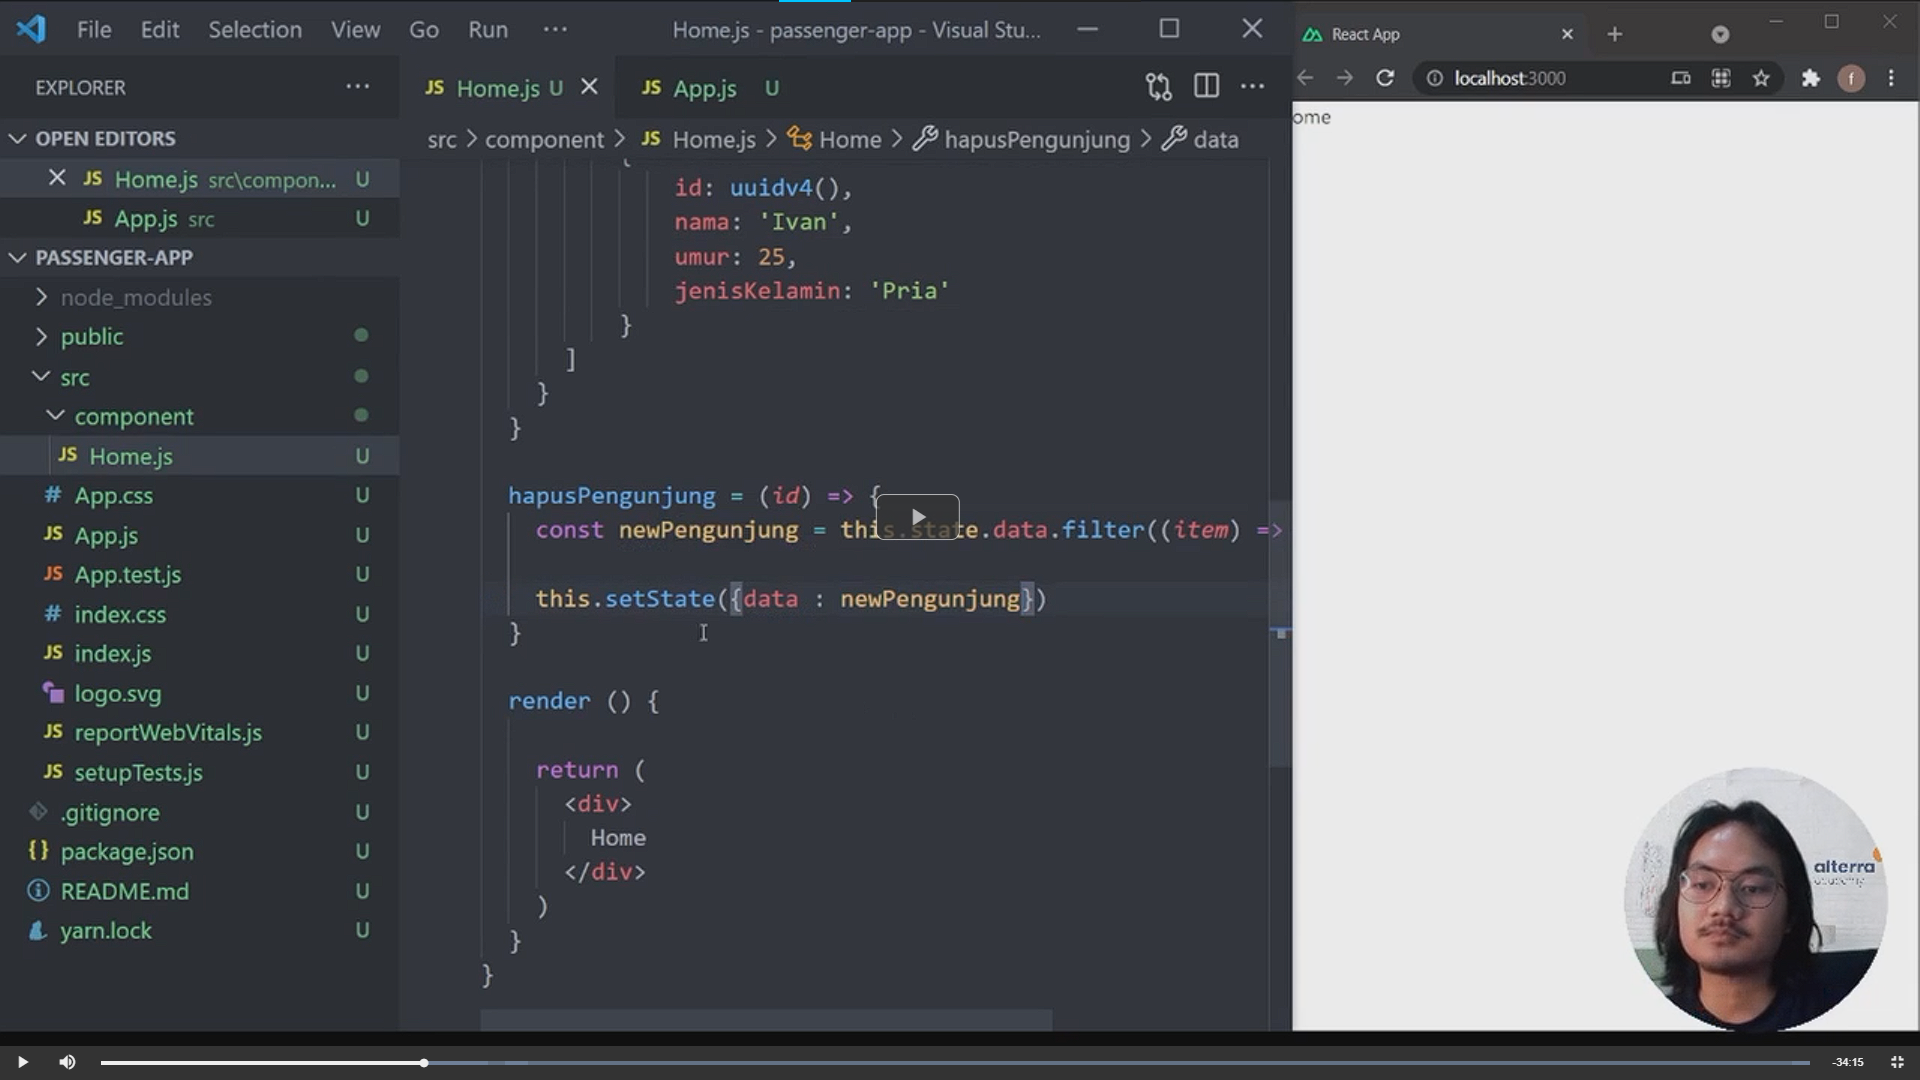 File Edit Selection View Go Run ··· Home.js - passenger-app - Visual Stu...
EXPLORER ···
OPEN EDITORS
JS Home.js src\compon... U
JS App.js src U
PASSENGER-APP
node_modules
public
src
component
JS Home.js U
# App.css U
JS App.js U
JS App.test.js U
# index.css U
JS index.js U
logo.svg U
JS reportWebVitals.js U
JS setupTests.js U
.gitignore U
{} package.json U
README.md U
yarn.lock U
JS Home.js U
JS App.js U
src > component > JS Home.js > Home > hapusPengunjung > data
{
id: uuidv4(),
nama: 'Ivan',
umur: 25,
jenisKelamin: 'Pria'
}
]
}
}
hapusPengunjung = (id) => {
const newPengunjung = this.state.data.filter((item) =>
this.setState({data : newPengunjung})
}
render () {
return (
<div>
Home
</div>
)
}
}
React App
localhost:3000
f
ome
alterra
academy
-34:15